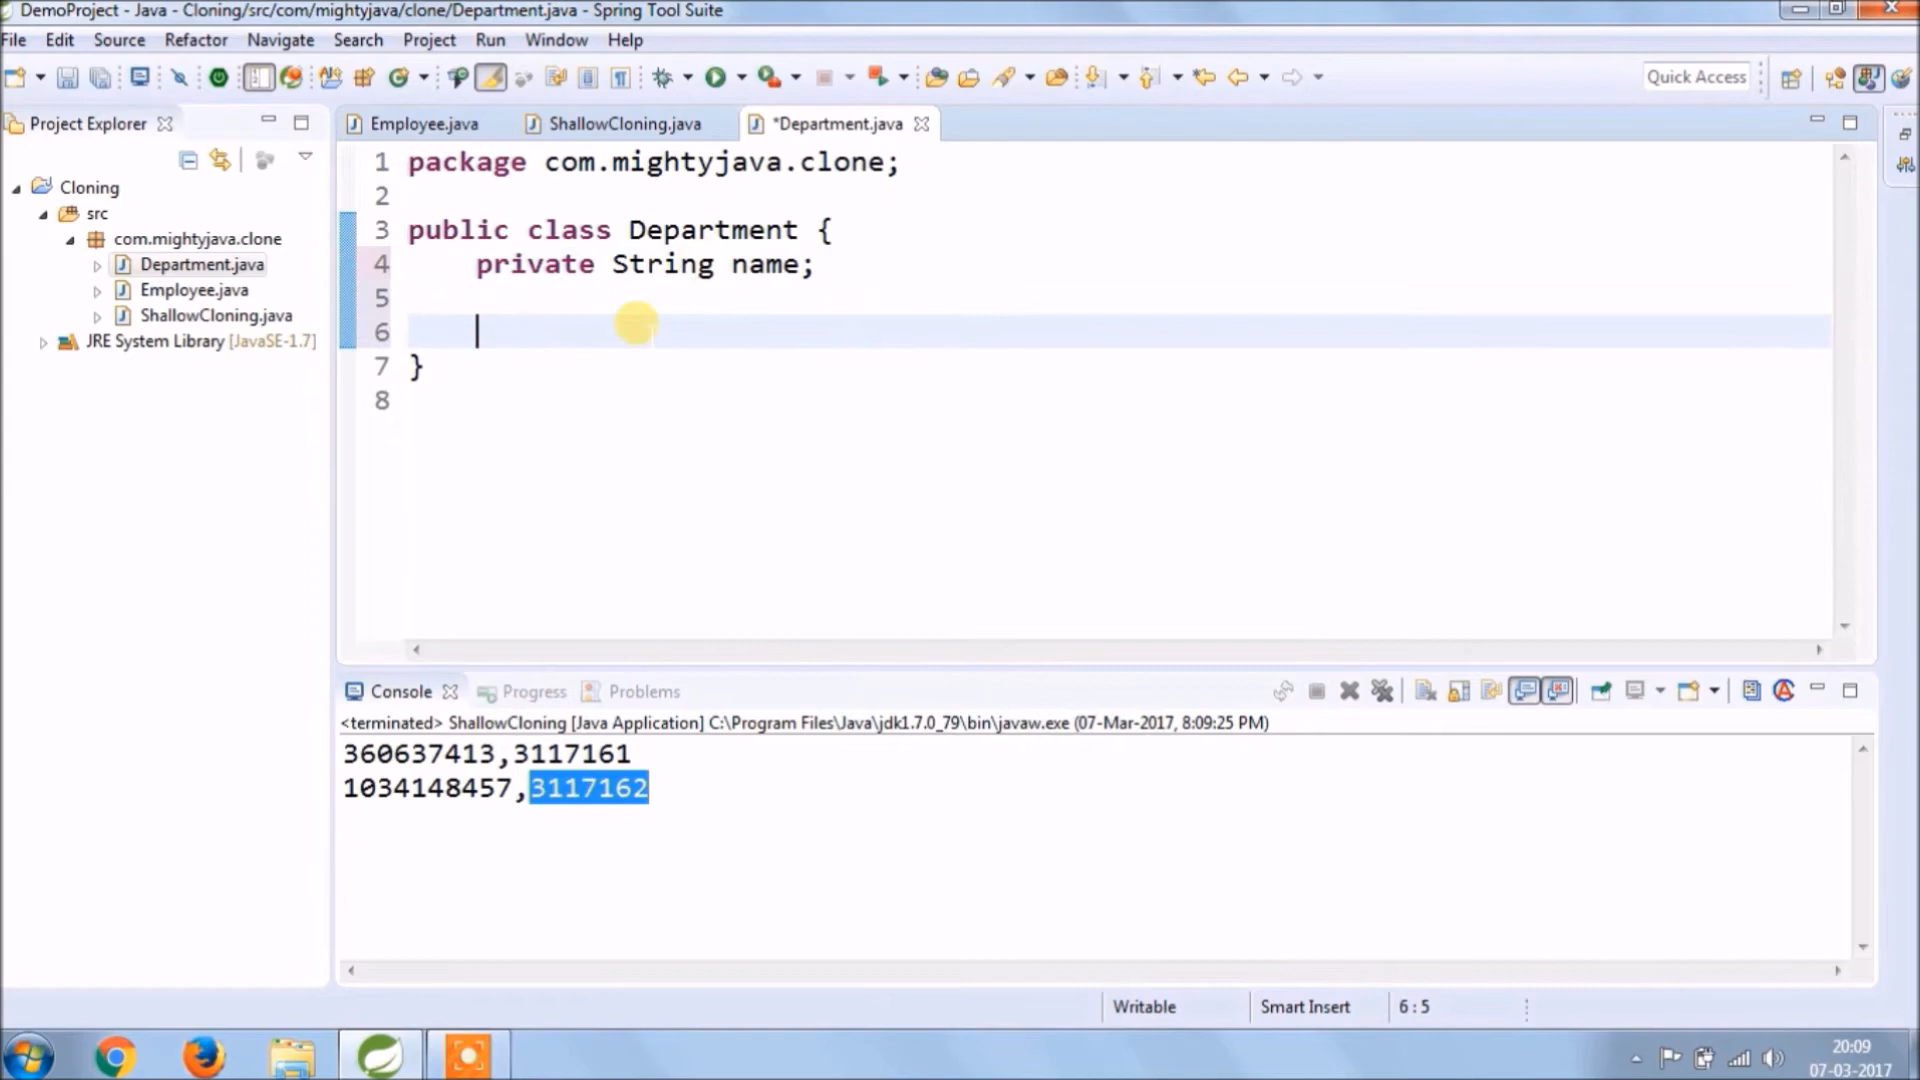 DemoProject - Java - Cloning/src/com/mightyjava/clone/Department.java - Spring Tool Suite
File Edit Source Refactor Navigate Search Project Run Window Help
Quick Access
Project Explorer
Employee.java ShallowCloning.java *Department.java
Cloning
src
com.mightyjava.clone
Department.java
Employee.java
ShallowCloning.java
JRE System Library [JavaSE-1.7]
1 package com.mightyjava.clone;
2
3 public class Department {
4 private String name;
5
6
7 }
8
Console Progress Problems
<terminated> ShallowCloning [Java Application] C:\Program Files\Java\jdk1.7.0_79\bin\javaw.exe (07-Mar-2017, 8:09:25 PM)
360637413,3117161
1034148457,3117162
Writable Smart Insert 6 : 5
20:09
07-03-2017